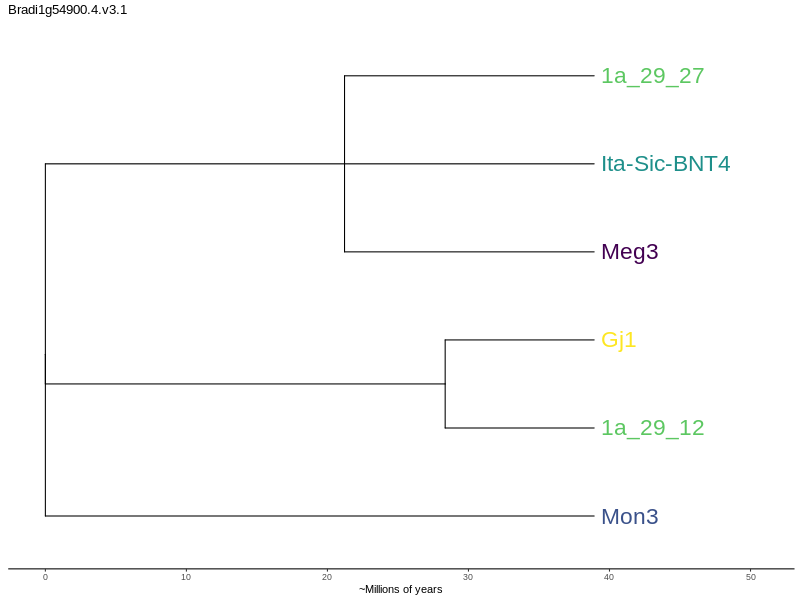 Bradi1g54900.4.v3.1
1a_29_27
Ita-Sic-BNT4
Meg3
Gj1
1a_29_12
Mon3
0 10 20 30 40 50
~Millions of years